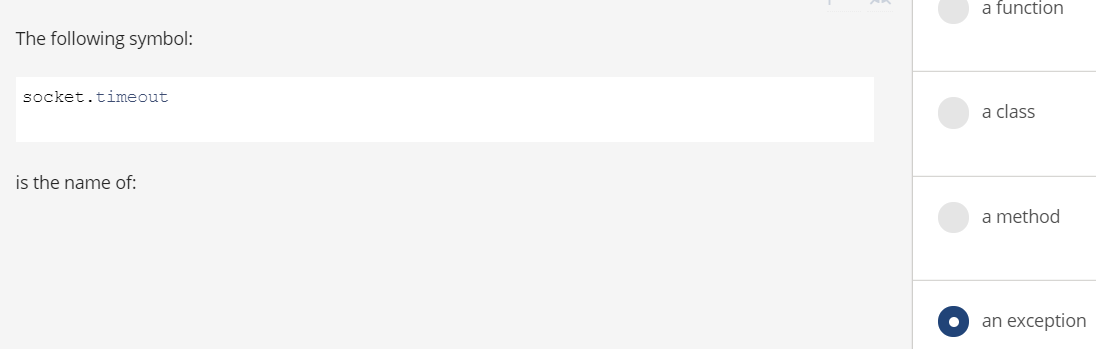 a function
The following symbol:
socket.timeout
a class
is the name of:
a method
an exception